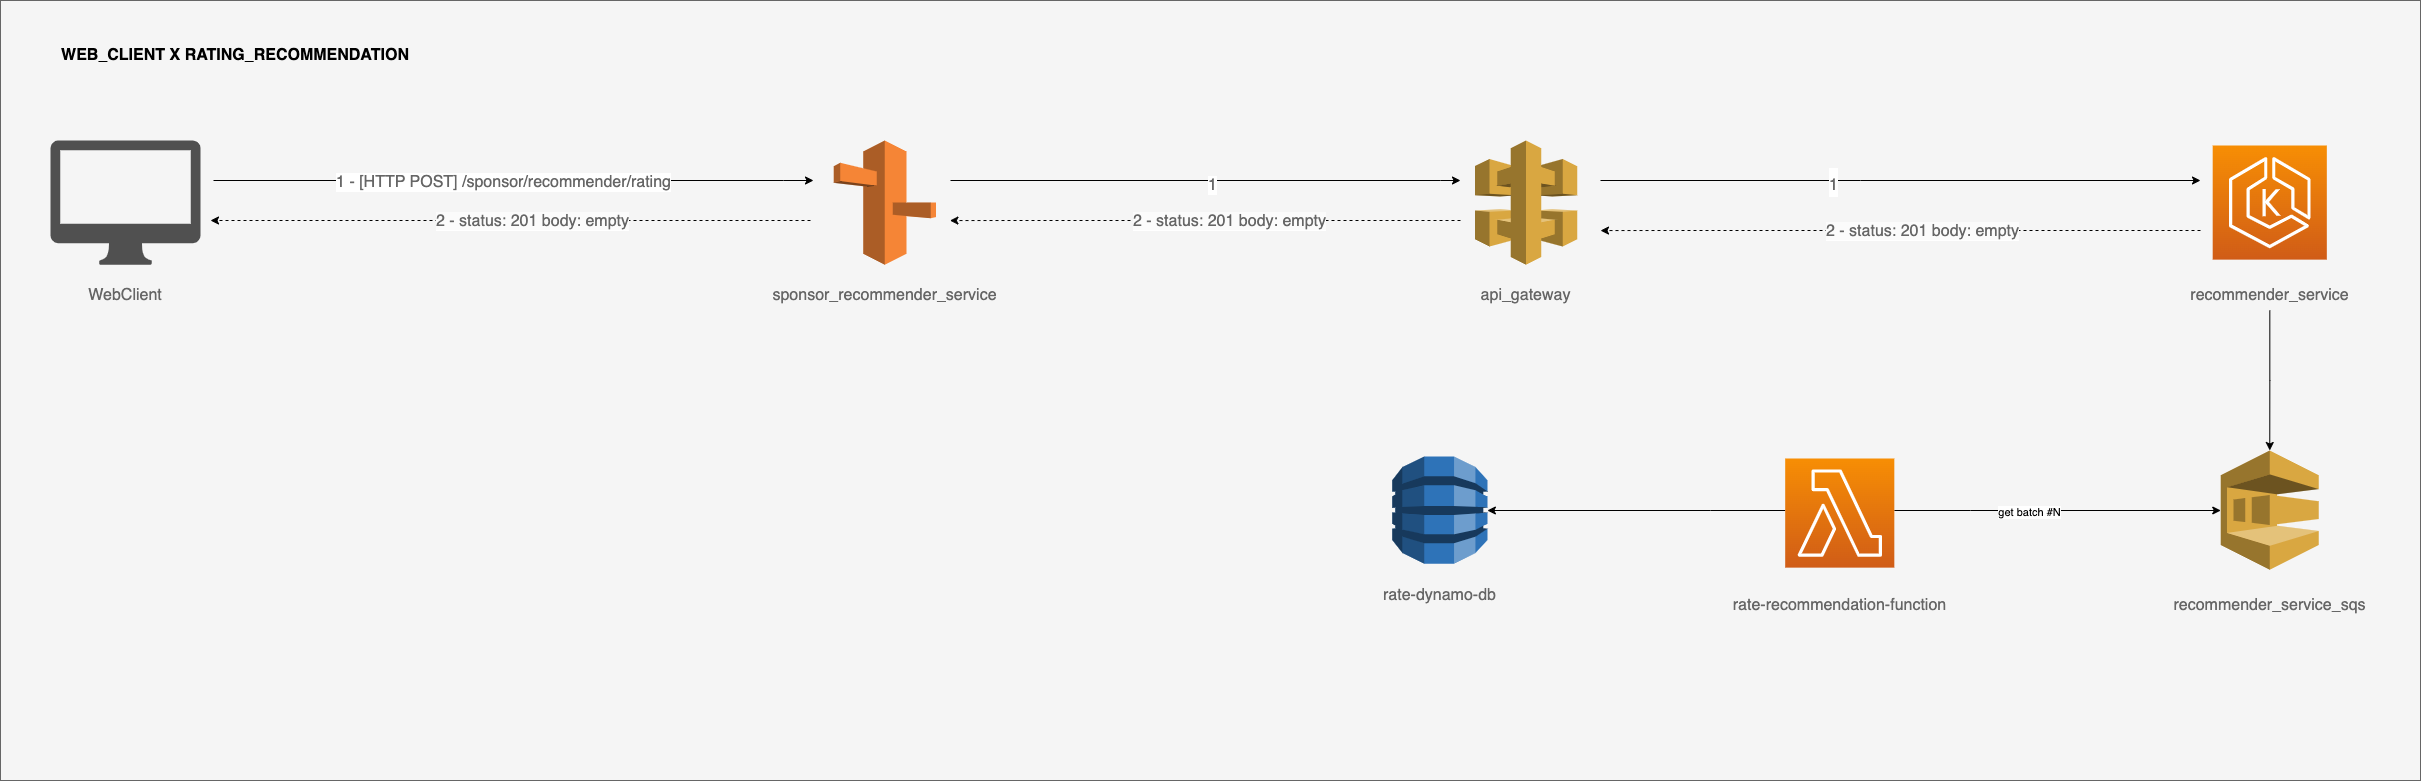 WEB_CLIENT X RATING_RECOMMENDATION
1 - [HTTP POST] /sponsor/recommender/rating
1
1
2 - status: 201 body: empty
2 - status: 201 body: empty
2 - status: 201 body: empty
K
WebClient
sponsor_recommender_service
api_gateway
recommender_service
get batch #N
rate-dynamo-db
rate-recommendation-function
recommender_service_sqs